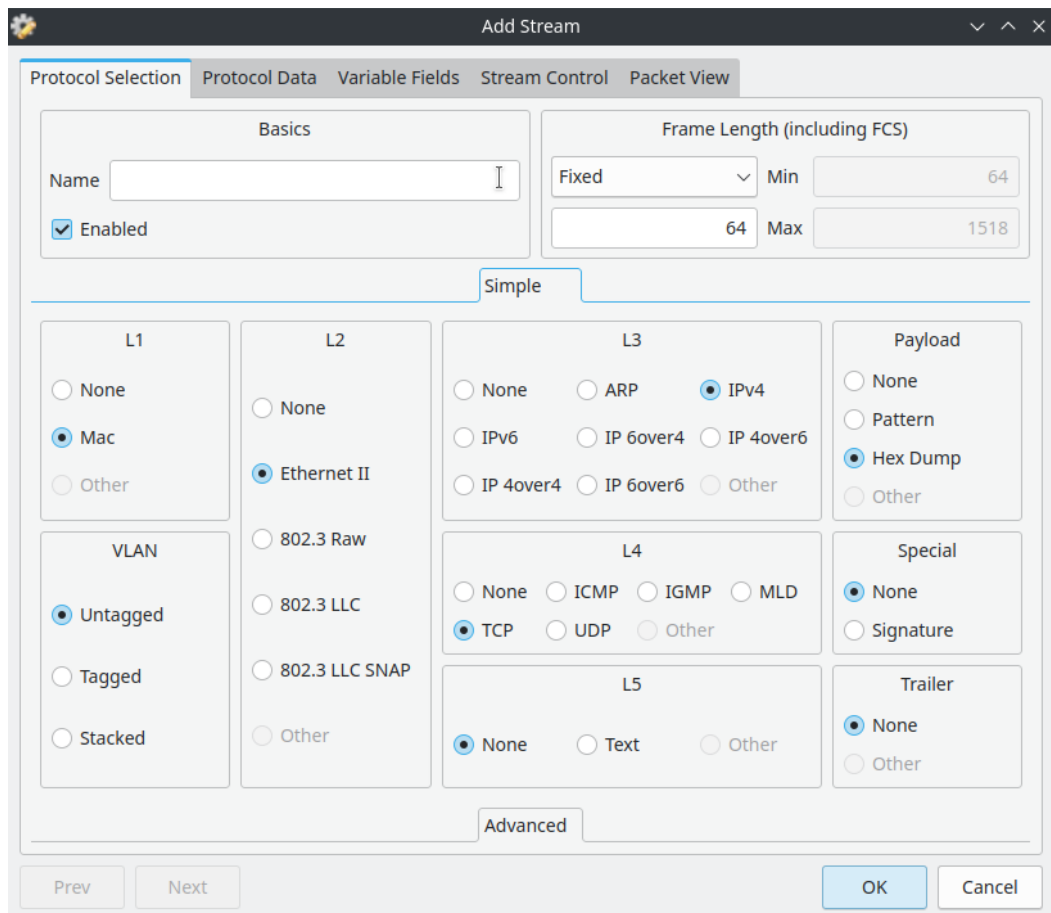 Add Stream
Protocol Selection Protocol Data Variable Fields Stream Control Packet View
Basics
Name
Enabled
Frame Length (including FCS)
Fixed Min 64
64 Max 1518
Simple
L1
None
Mac
Other
VLAN
Untagged
Tagged
Stacked
L2
None
Ethernet II
802.3 Raw
802.3 LLC
802.3 LLC SNAP
Other
L3
None ARP IPv4
IPv6 IP 6over4 IP 4over6
IP 4over4 IP 6over6 Other
L4
None ICMP IGMP MLD
TCP UDP Other
L5
None Text Other
Payload
None
Pattern
Hex Dump
Other
Special
None
Signature
Trailer
None
Other
Advanced
Prev Next OK Cancel